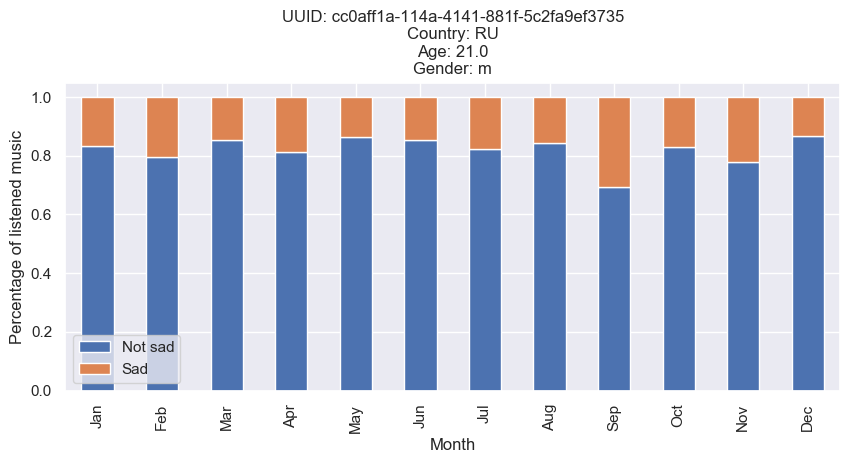 UUID: cc0aff1a-114a-4141-881f-5c2fa9ef3735
Country: RU
Age: 21.0
Gender: m
Percentage of listened music
1.0
0.8
0.6
0.4
0.2
0.0
Not sad
Sad
Jan
Feb
Mar
Apr
May
Jun
Jul
Aug
Sep
Oct
Nov
Dec
Month